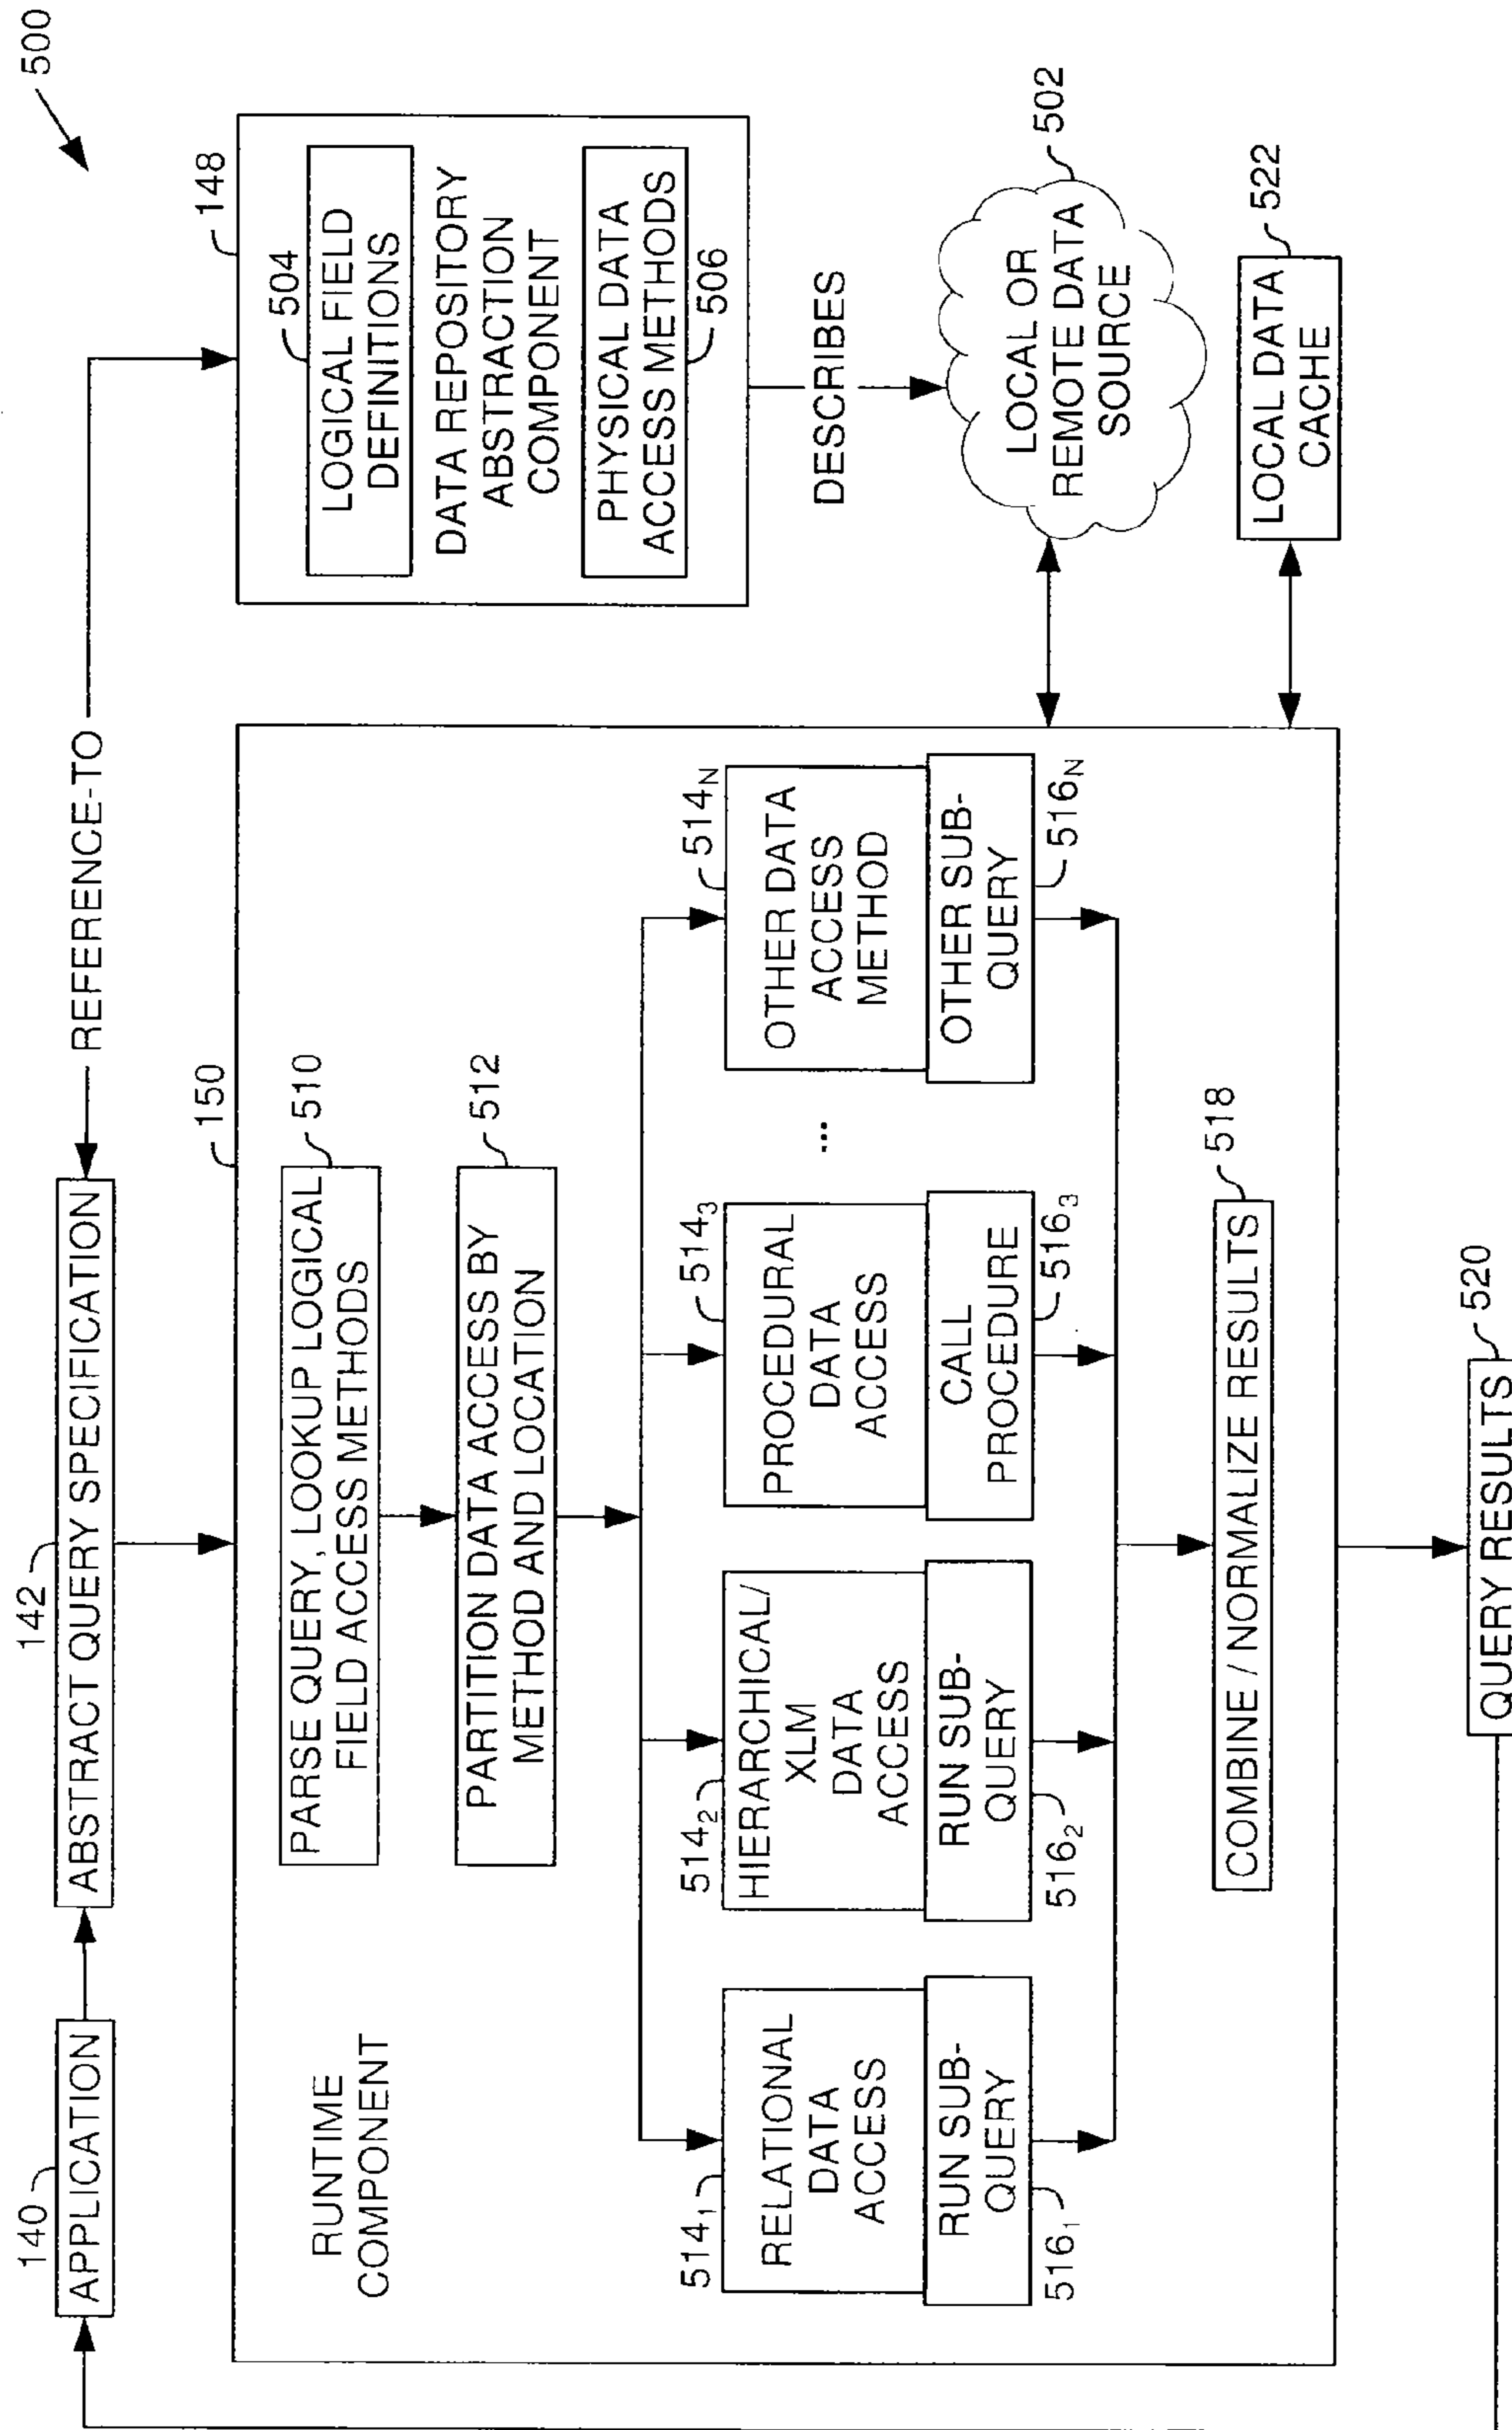 500
140
APPLICATION
142
ABSTRACT QUERY SPECIFICATION
REFERENCE-TO
148
504
LOGICAL FIELD
DEFINITIONS
DATA REPOSITORY
ABSTRACTION
COMPONENT
PHYSICAL DATA
ACCESS METHODS
506
DESCRIBES
502
LOCAL OR
REMOTE DATA
SOURCE
522
LOCAL DATA
CACHE
150
RUNTIME
COMPONENT
510
PARSE QUERY, LOOKUP LOGICAL
FIELD ACCESS METHODS
512
PARTITION DATA ACCESS BY
METHOD AND LOCATION
514₁
RELATIONAL
DATA
ACCESS
RUN SUB-
QUERY
516₁
514₂
HIERARCHICAL/
XLM
DATA
ACCESS
RUN SUB-
QUERY
516₂
514₃
PROCEDURAL
DATA
ACCESS
CALL
PROCEDURE
516₃
...
514N
OTHER DATA
ACCESS
METHOD
OTHER SUB-
QUERY
516N
518
COMBINE / NORMALIZE RESULTS
520
QUERY RESULTS